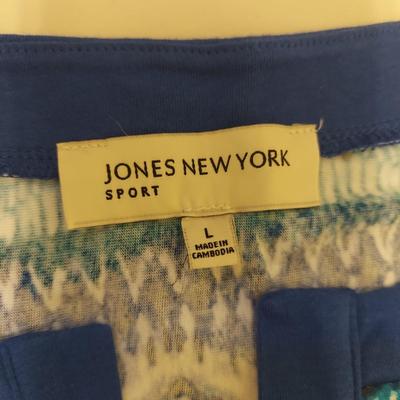 JONES NEW YORK
SPORT
L
MADE IN
CAMBODIA